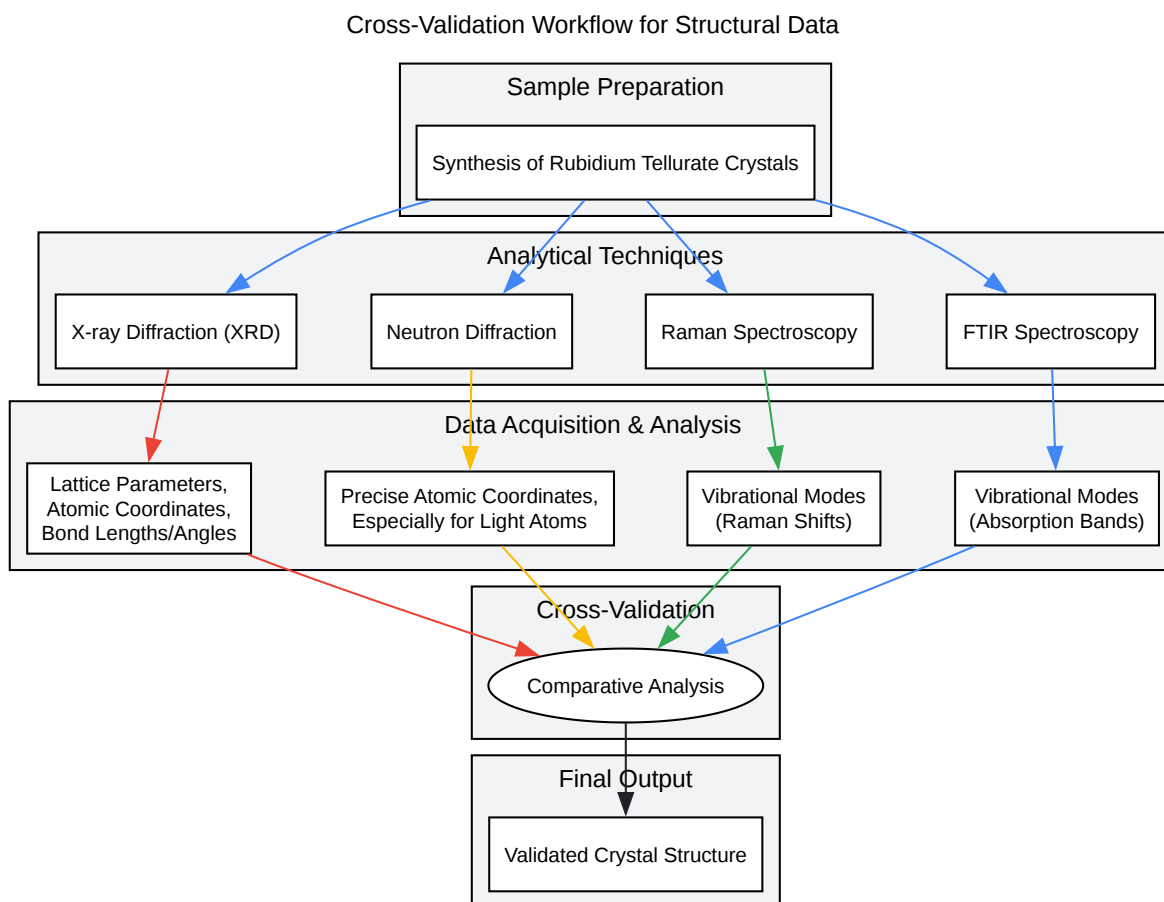 Cross-Validation Workflow for Structural Data
Sample Preparation
Synthesis of Rubidium Tellurate Crystals
Analytical Techniques
X-ray Diffraction (XRD)
Neutron Diffraction
Raman Spectroscopy
FTIR Spectroscopy
Data Acquisition & Analysis
Lattice Parameters,
Atomic Coordinates,
Bond Lengths/Angles
Precise Atomic Coordinates,
Especially for Light Atoms
Vibrational Modes
(Raman Shifts)
Vibrational Modes
(Absorption Bands)
Cross-Validation
Comparative Analysis
Final Output
Validated Crystal Structure